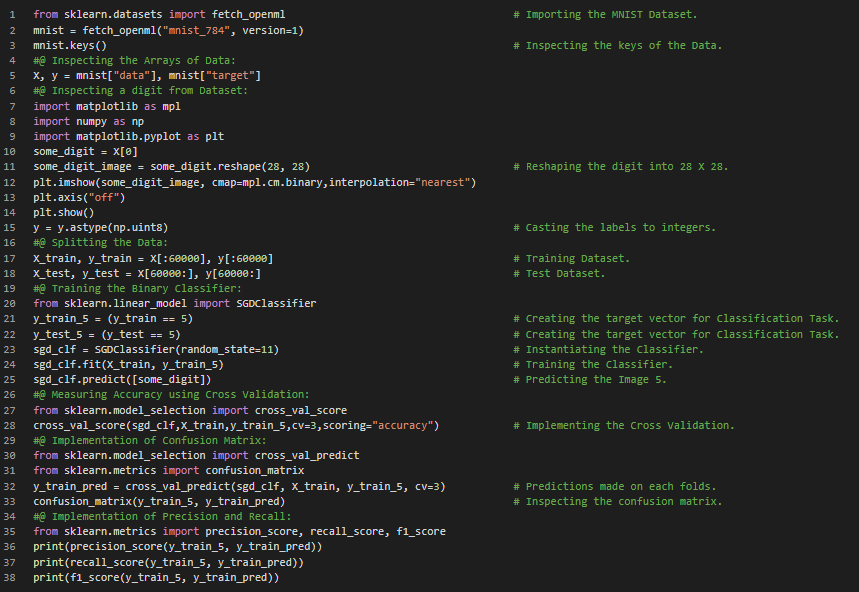 1 from sklearn.datasets import fetch_openml # Importing the MNIST Dataset.
2 mnist = fetch_openml("mnist_784", version=1)
3 mnist.keys() # Inspecting the keys of the Data.
4 #@ Inspecting the Arrays of Data:
5 X, y = mnist["data"], mnist["target"]
6 #@ Inspecting a digit from Dataset:
7 import matplotlib as mpl
8 import numpy as np
9 import matplotlib.pyplot as plt
10 some_digit = X[0]
11 some_digit_image = some_digit.reshape(28, 28) # Reshaping the digit into 28 X 28.
12 plt.imshow(some_digit_image, cmap=mpl.cm.binary,interpolation="nearest")
13 plt.axis("off")
14 plt.show()
15 y = y.astype(np.uint8) # Casting the labels to integers.
16 #@ Splitting the Data:
17 X_train, y_train = X[:60000], y[:60000] # Training Dataset.
18 X_test, y_test = X[60000:], y[60000:] # Test Dataset.
19 #@ Training the Binary Classifier:
20 from sklearn.linear_model import SGDClassifier
21 y_train_5 = (y_train == 5) # Creating the target vector for Classification Task.
22 y_test_5 = (y_test == 5) # Creating the target vector for Classification Task.
23 sgd_clf = SGDClassifier(random_state=11) # Instantiating the Classifier.
24 sgd_clf.fit(X_train, y_train_5) # Training the Classifier.
25 sgd_clf.predict([some_digit]) # Predicting the Image 5.
26 #@ Measuring Accuracy using Cross Validation:
27 from sklearn.model_selection import cross_val_score
28 cross_val_score(sgd_clf,X_train,y_train_5,cv=3,scoring="accuracy") # Implementing the Cross Validation.
29 #@ Implementation of Confusion Matrix:
30 from sklearn.model_selection import cross_val_predict
31 from sklearn.metrics import confusion_matrix
32 y_train_pred = cross_val_predict(sgd_clf, X_train, y_train_5, cv=3) # Predictions made on each folds.
33 confusion_matrix(y_train_5, y_train_pred) # Inspecting the confusion matrix.
34 #@ Implementation of Precision and Recall:
35 from sklearn.metrics import precision_score, recall_score, f1_score
36 print(precision_score(y_train_5, y_train_pred))
37 print(recall_score(y_train_5, y_train_pred))
38 print(f1_score(y_train_5, y_train_pred))